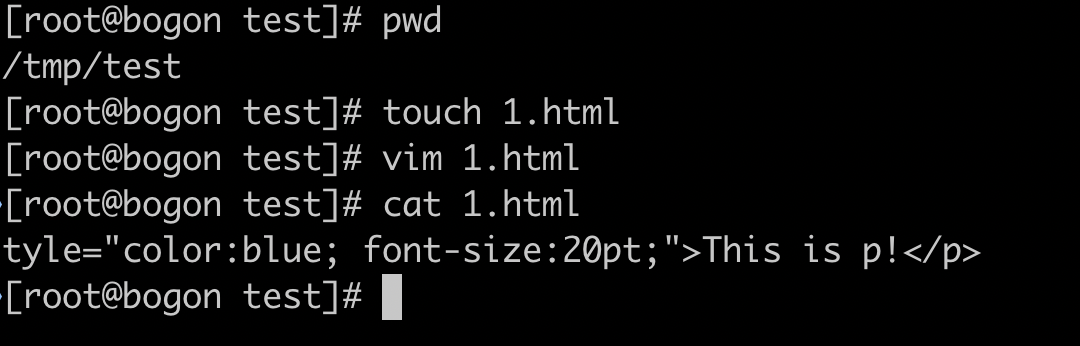 [root@bogon test]# pwd
/tmp/test
[root@bogon test]# touch 1.html
[root@bogon test]# vim 1.html
[root@bogon test]# cat 1.html
tyle="color:blue; font-size:20pt;">This is p!</p>
[root@bogon test]#